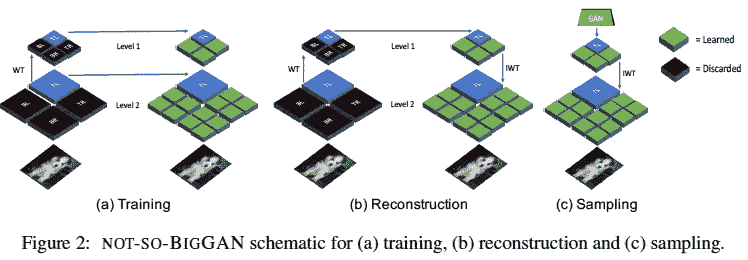 GAN
TL
BL TR
BR
Level 1
TL
BL TR
BR
Level 1
TL
TL
= Learned
WT
WT
IWT
IWT
= Discarded
TL
BL TR
BR
Level 2
TL
TL
BL TR
BR
Level 2
TL
TL
(a) Training
(b) Reconstruction
(c) Sampling
Figure 2: NOT-SO-BIGGAN schematic for (a) training, (b) reconstruction and (c) sampling.